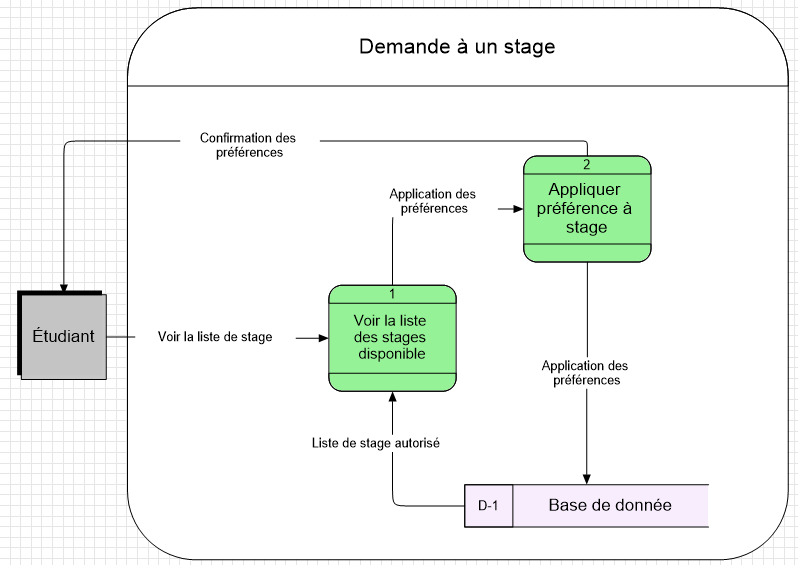 Demande à un stage
Confirmation des
préférences
2
Appliquer
préférence à
stage
Application des
préférences
1
Voir la liste
des stages
disponible
Étudiant
Voir la liste de stage
Application des
préférences
Liste de stage autorisé
D-1
Base de donnée